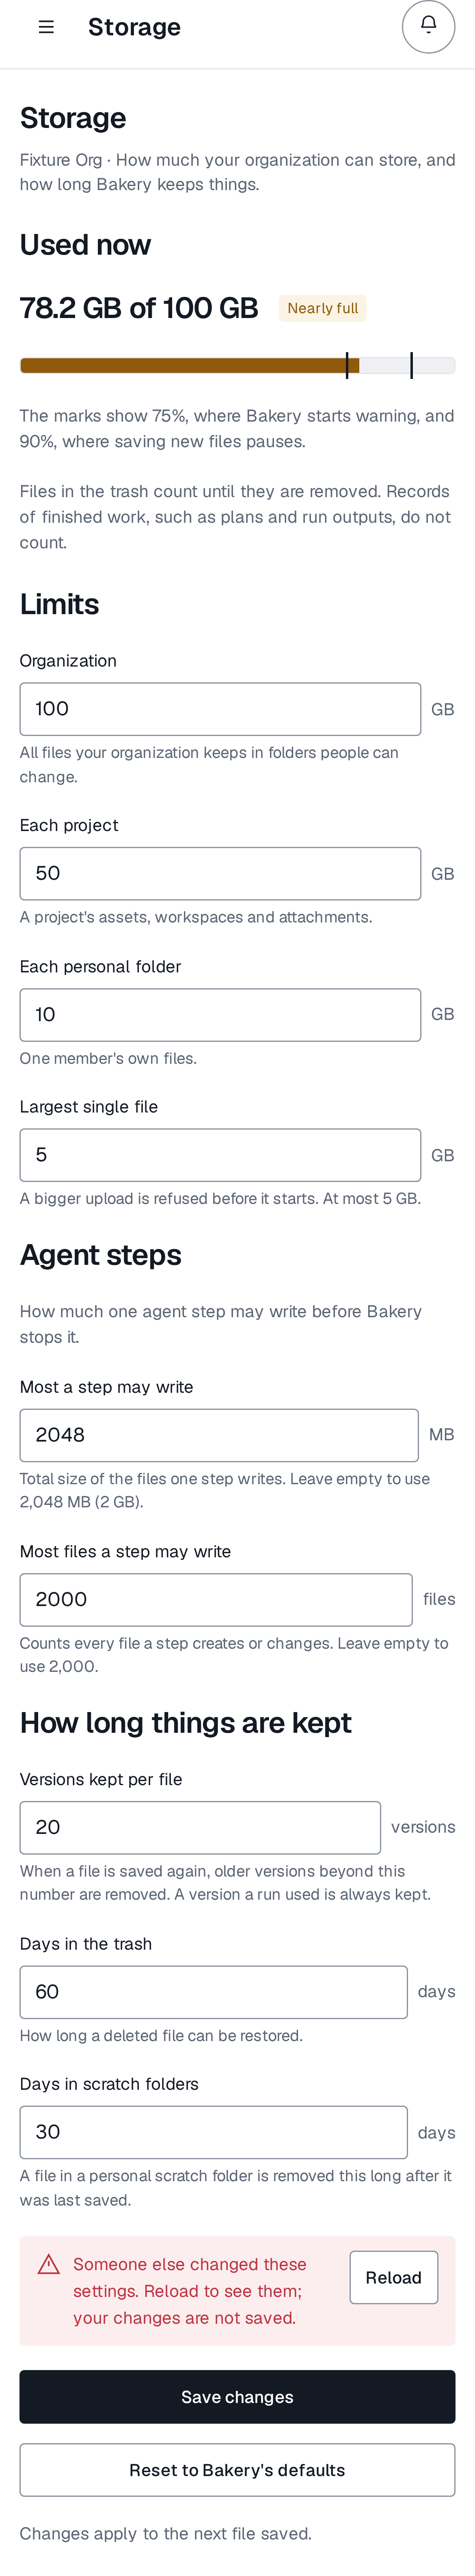 Storage
Storage
Fixture Org · How much your organization can store, and
how long Bakery keeps things.
Used now
78.2 GB of 100 GB
Nearly full
The marks show 75%, where Bakery starts warning, and
90%, where saving new files pauses.
Files in the trash count until they are removed. Records
of finished work, such as plans and run outputs, do not
count.
Limits
Organization
100
GB
All files your organization keeps in folders people can
change.
Each project
50
GB
A project's assets, workspaces and attachments.
Each personal folder
10
GB
One member's own files.
Largest single file
5
GB
A bigger upload is refused before it starts. At most 5 GB.
Agent steps
How much one agent step may write before Bakery
stops it.
Most a step may write
2048
MB
Total size of the files one step writes. Leave empty to use
2,048 MB (2 GB).
Most files a step may write
2000
files
Counts every file a step creates or changes. Leave empty to
use 2,000.
How long things are kept
Versions kept per file
20
versions
When a file is saved again, older versions beyond this
number are removed. A version a run used is always kept.
Days in the trash
60
days
How long a deleted file can be restored.
Days in scratch folders
30
days
A file in a personal scratch folder is removed this long after it
was last saved.
Someone else changed these
settings. Reload to see them;
your changes are not saved.
Reload
Save changes
Reset to Bakery's defaults
Changes apply to the next file saved.